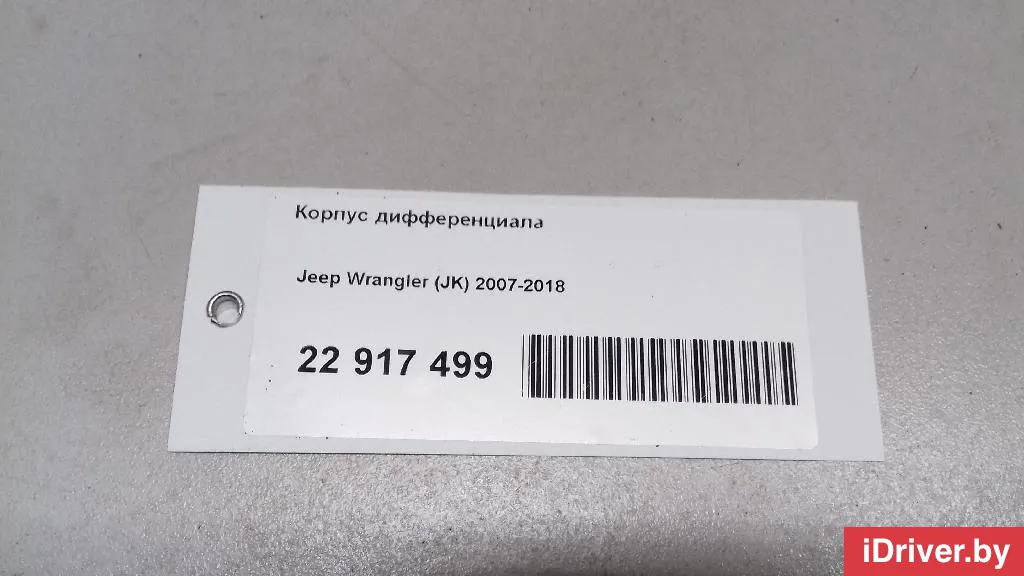 Корпус дифференциала
Jeep Wrangler (JK) 2007-2018
22 917 499
iDriver.by